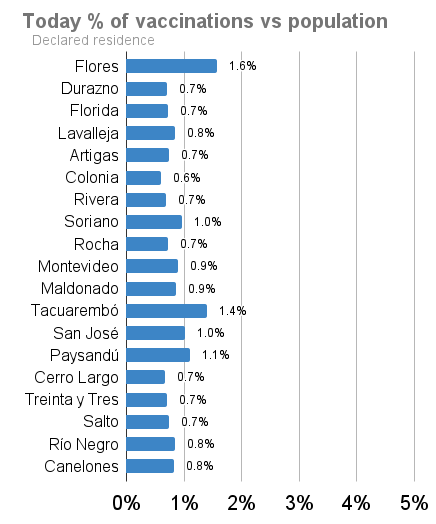 Today % of vaccinations vs population
Declared residence
Flores 1.6%
Durazno 0.7%
Florida 0.7%
Lavalleja 0.8%
Artigas 0.7%
Colonia 0.6%
Rivera 0.7%
Soriano 1.0%
Rocha 0.7%
Montevideo 0.9%
Maldonado 0.9%
Tacuarembó 1.4%
San José 1.0%
Paysandú 1.1%
Cerro Largo 0.7%
Treinta y Tres 0.7%
Salto 0.7%
Río Negro 0.8%
Canelones 0.8%
0% 1% 2% 3% 4% 5%